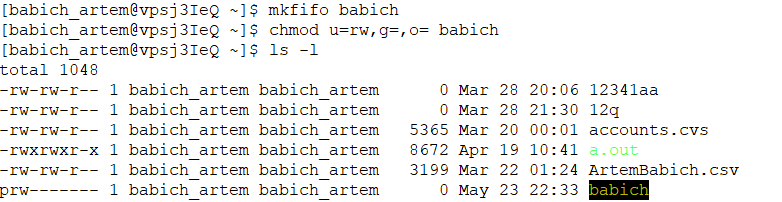 [babich_artem@vpsj3IeQ ~]$ mkfifo babich
[babich_artem@vpsj3IeQ ~]$ chmod u=rw,g=,o= babich
[babich_artem@vpsj3IeQ ~]$ ls -l
total 1048
-rw-rw-r-- 1 babich_artem babich_artem 0 Mar 28 20:06 12341aa
-rw-rw-r-- 1 babich_artem babich_artem 0 Mar 28 21:30 12q
-rw-rw-r-- 1 babich_artem babich_artem 5365 Mar 20 00:01 accounts.cvs
-rwxrwxr-x 1 babich_artem babich_artem 8672 Apr 19 10:41 a.out
-rw-rw-r-- 1 babich_artem babich_artem 3199 Mar 22 01:24 ArtemBabich.csv
prw------- 1 babich_artem babich_artem 0 May 23 22:33 babich